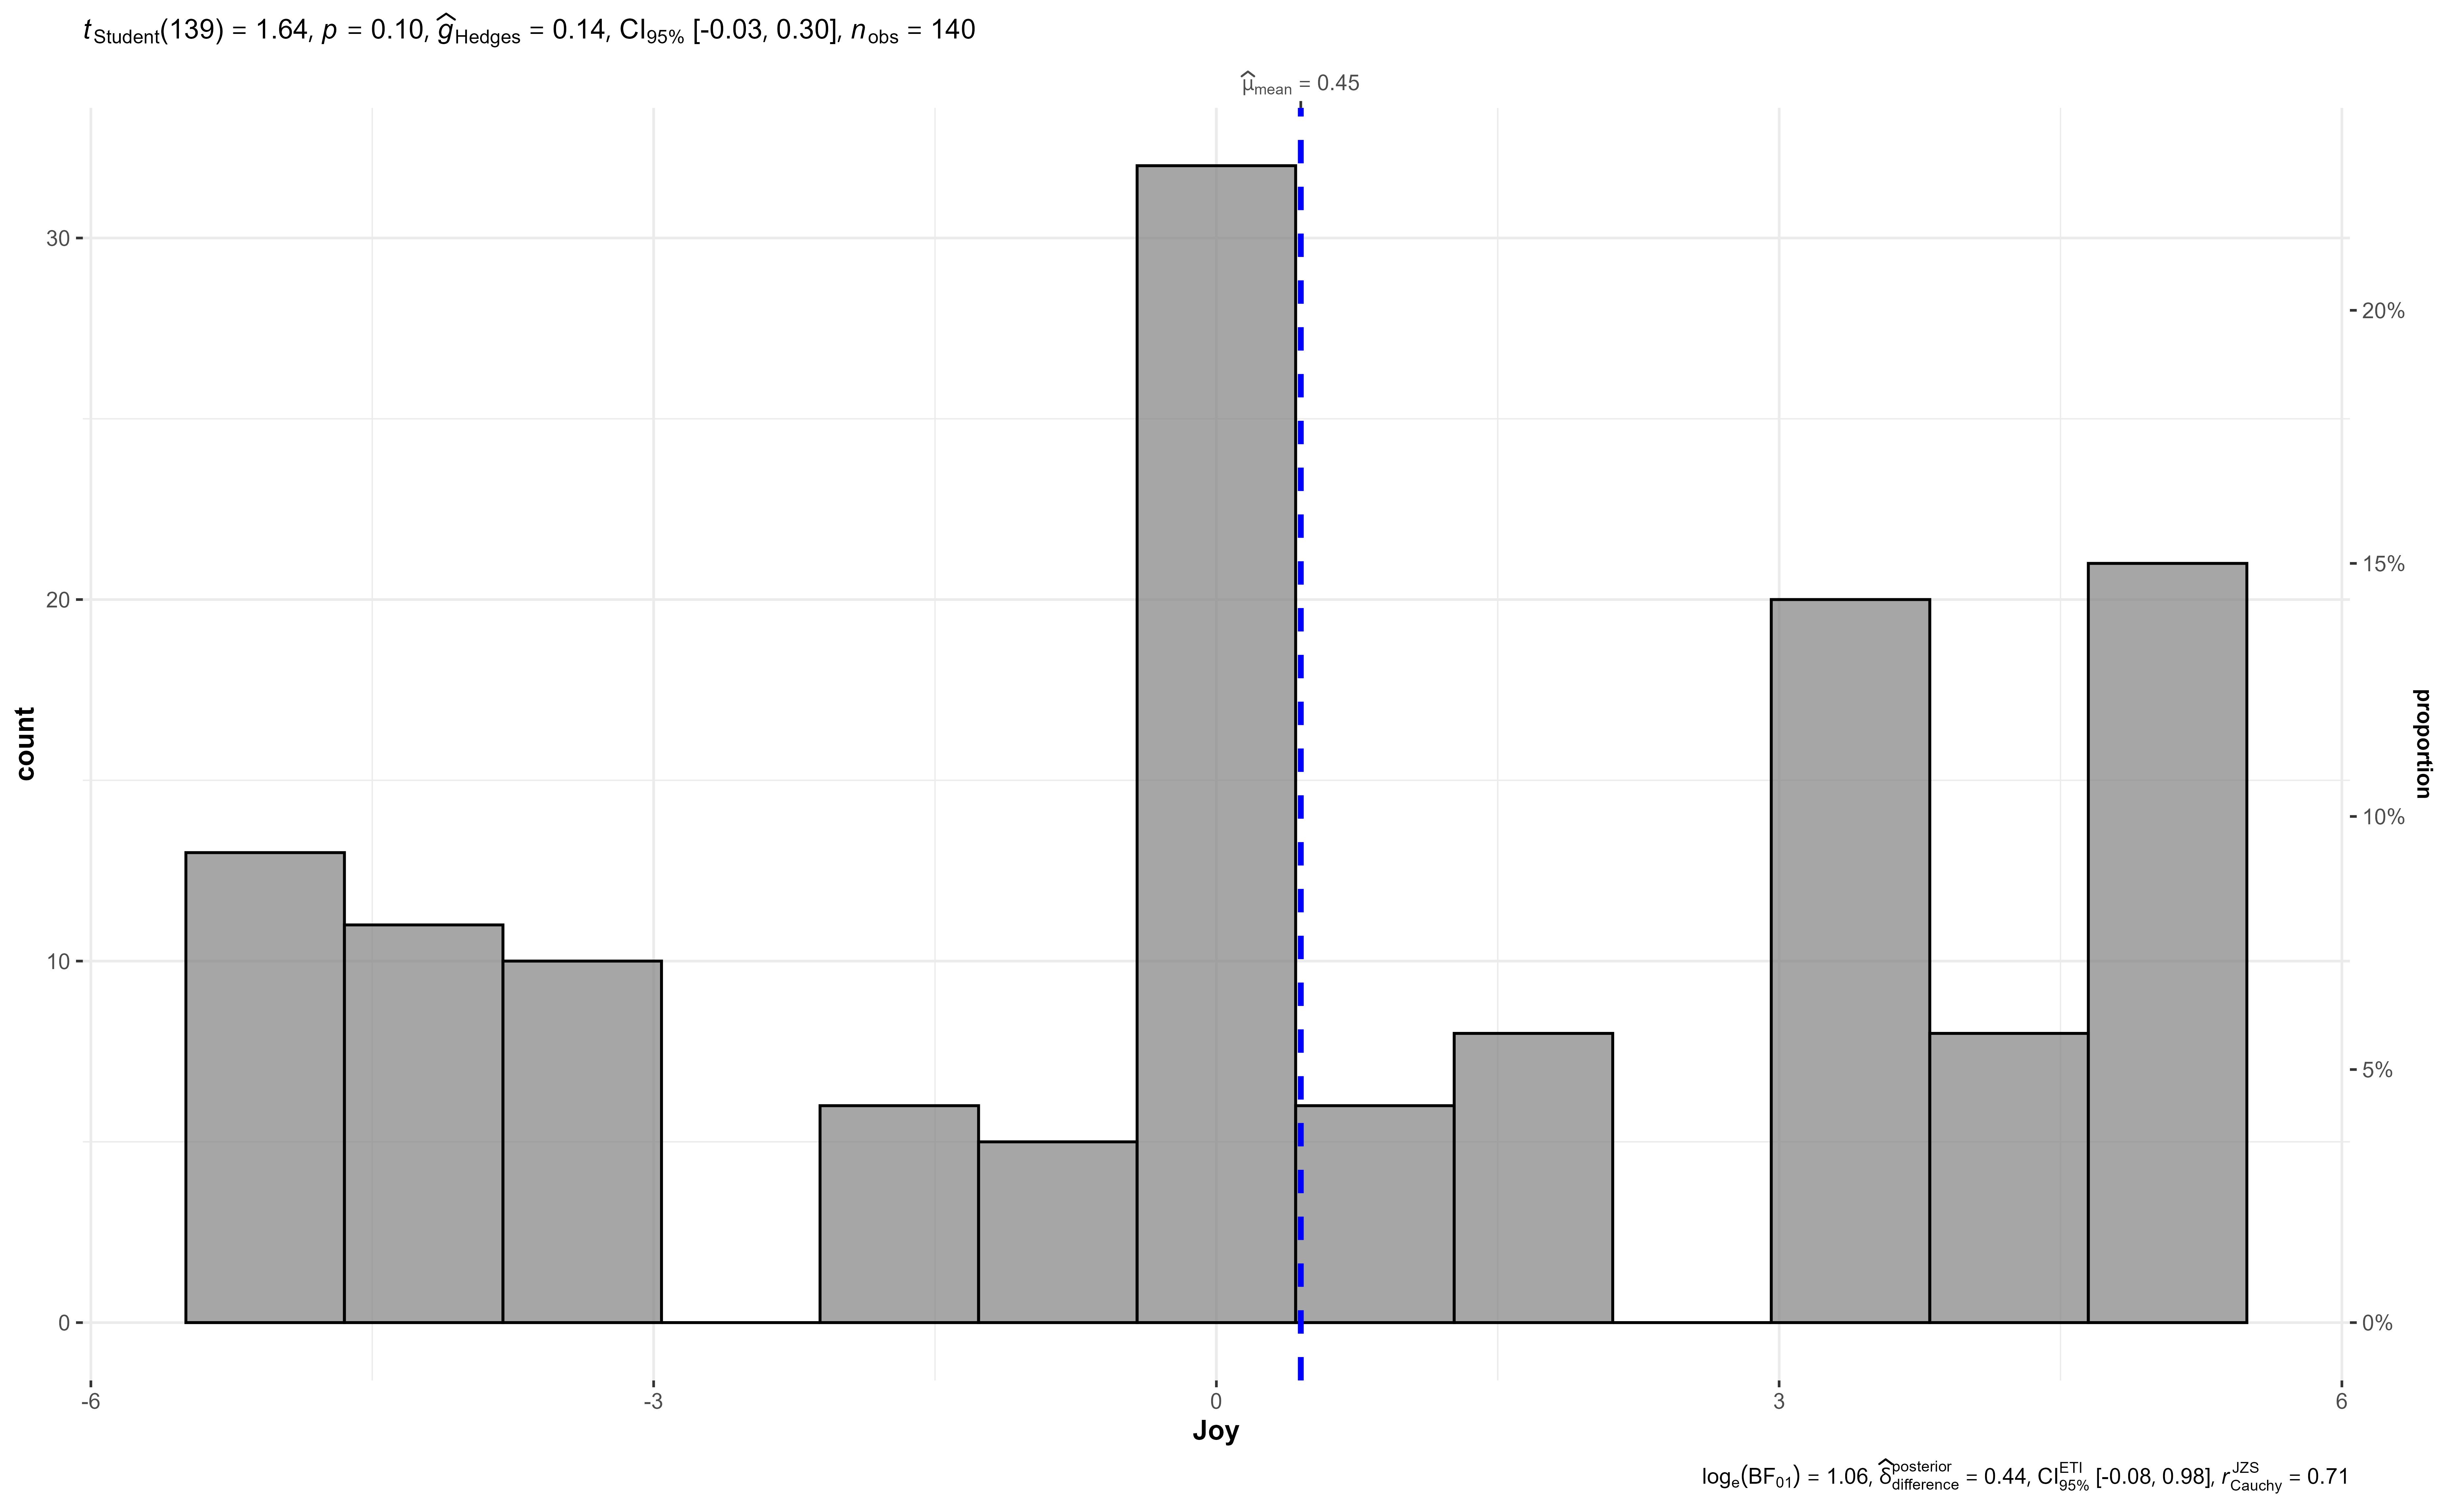 tStudent(139) = 1.64, p = 0.10, ĝHedges = 0.14, CI95% [-0.03, 0.30], nobs = 140
μ̂mean = 0.45
30
20
10
0
count
20%
15%
10%
5%
0%
proportion
-6 -3 0 3 6
Joy
loge(BF01) = 1.06, δ̂posterior difference = 0.44, CIETI 95% [-0.08, 0.98], rJZS Cauchy = 0.71